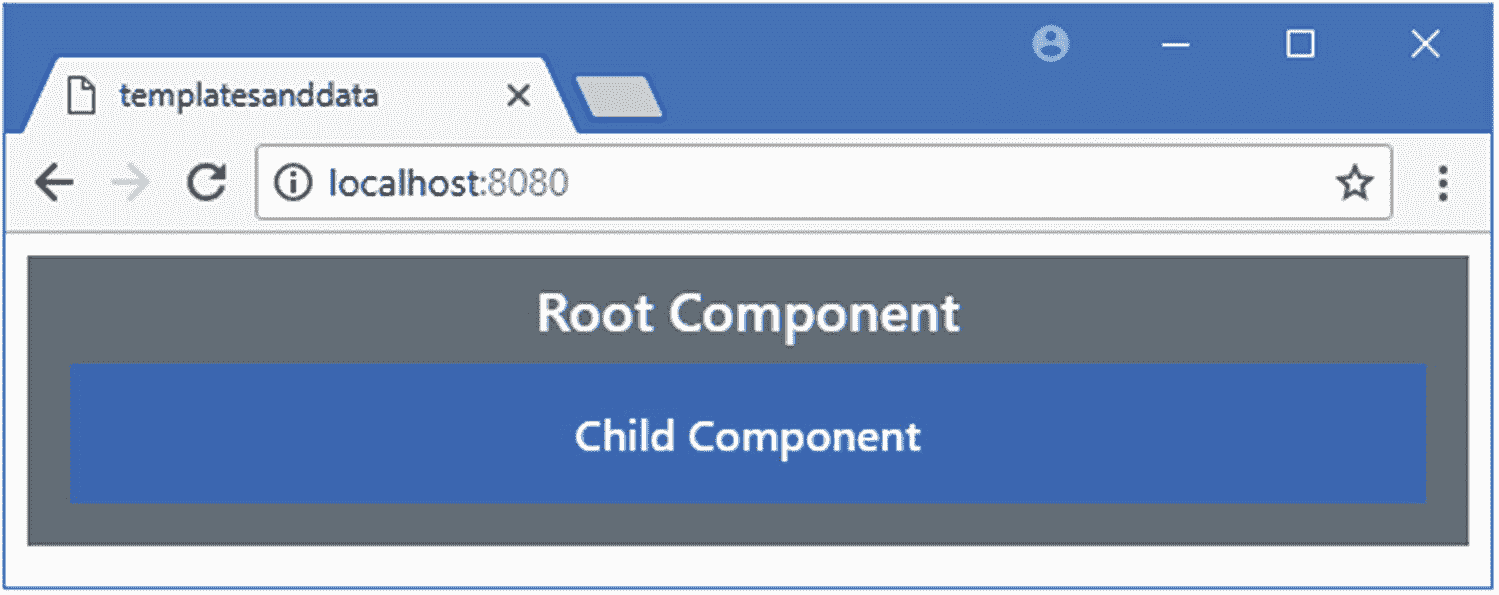 templatesanddata
localhost:8080
Root Component
Child Component